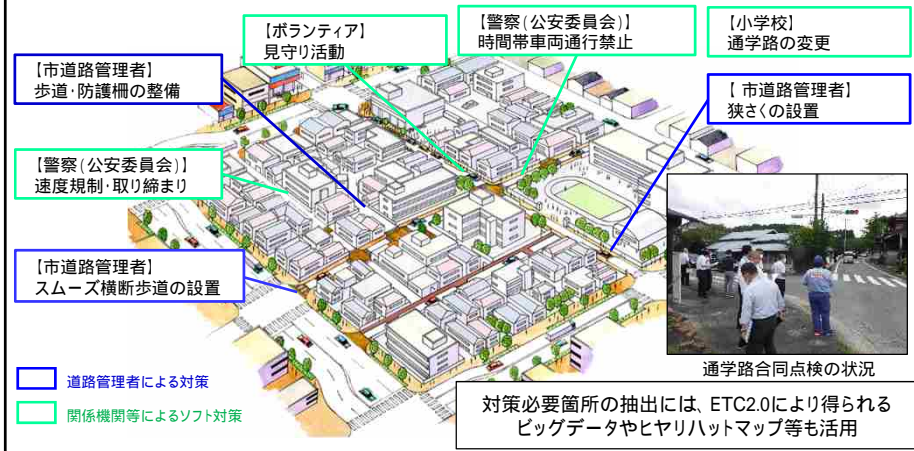 【ボランティア】
見守り活動
【警察(公安委員会)】
時間帯車両通行禁止
【小学校】
通学路の変更
【市道路管理者】
歩道･防護柵の整備
【 市道路管理者】
狭さくの設置
【警察(公安委員会)】
速度規制･取り締まり
【市道路管理者】
スムーズ横断歩道の設置
通学路合同点検の状況
道路管理者による対策
関係機関等によるソフト対策
対策必要箇所の抽出には、ETC2.0により得られる
ビッグデータやヒヤリハットマップ等も活用